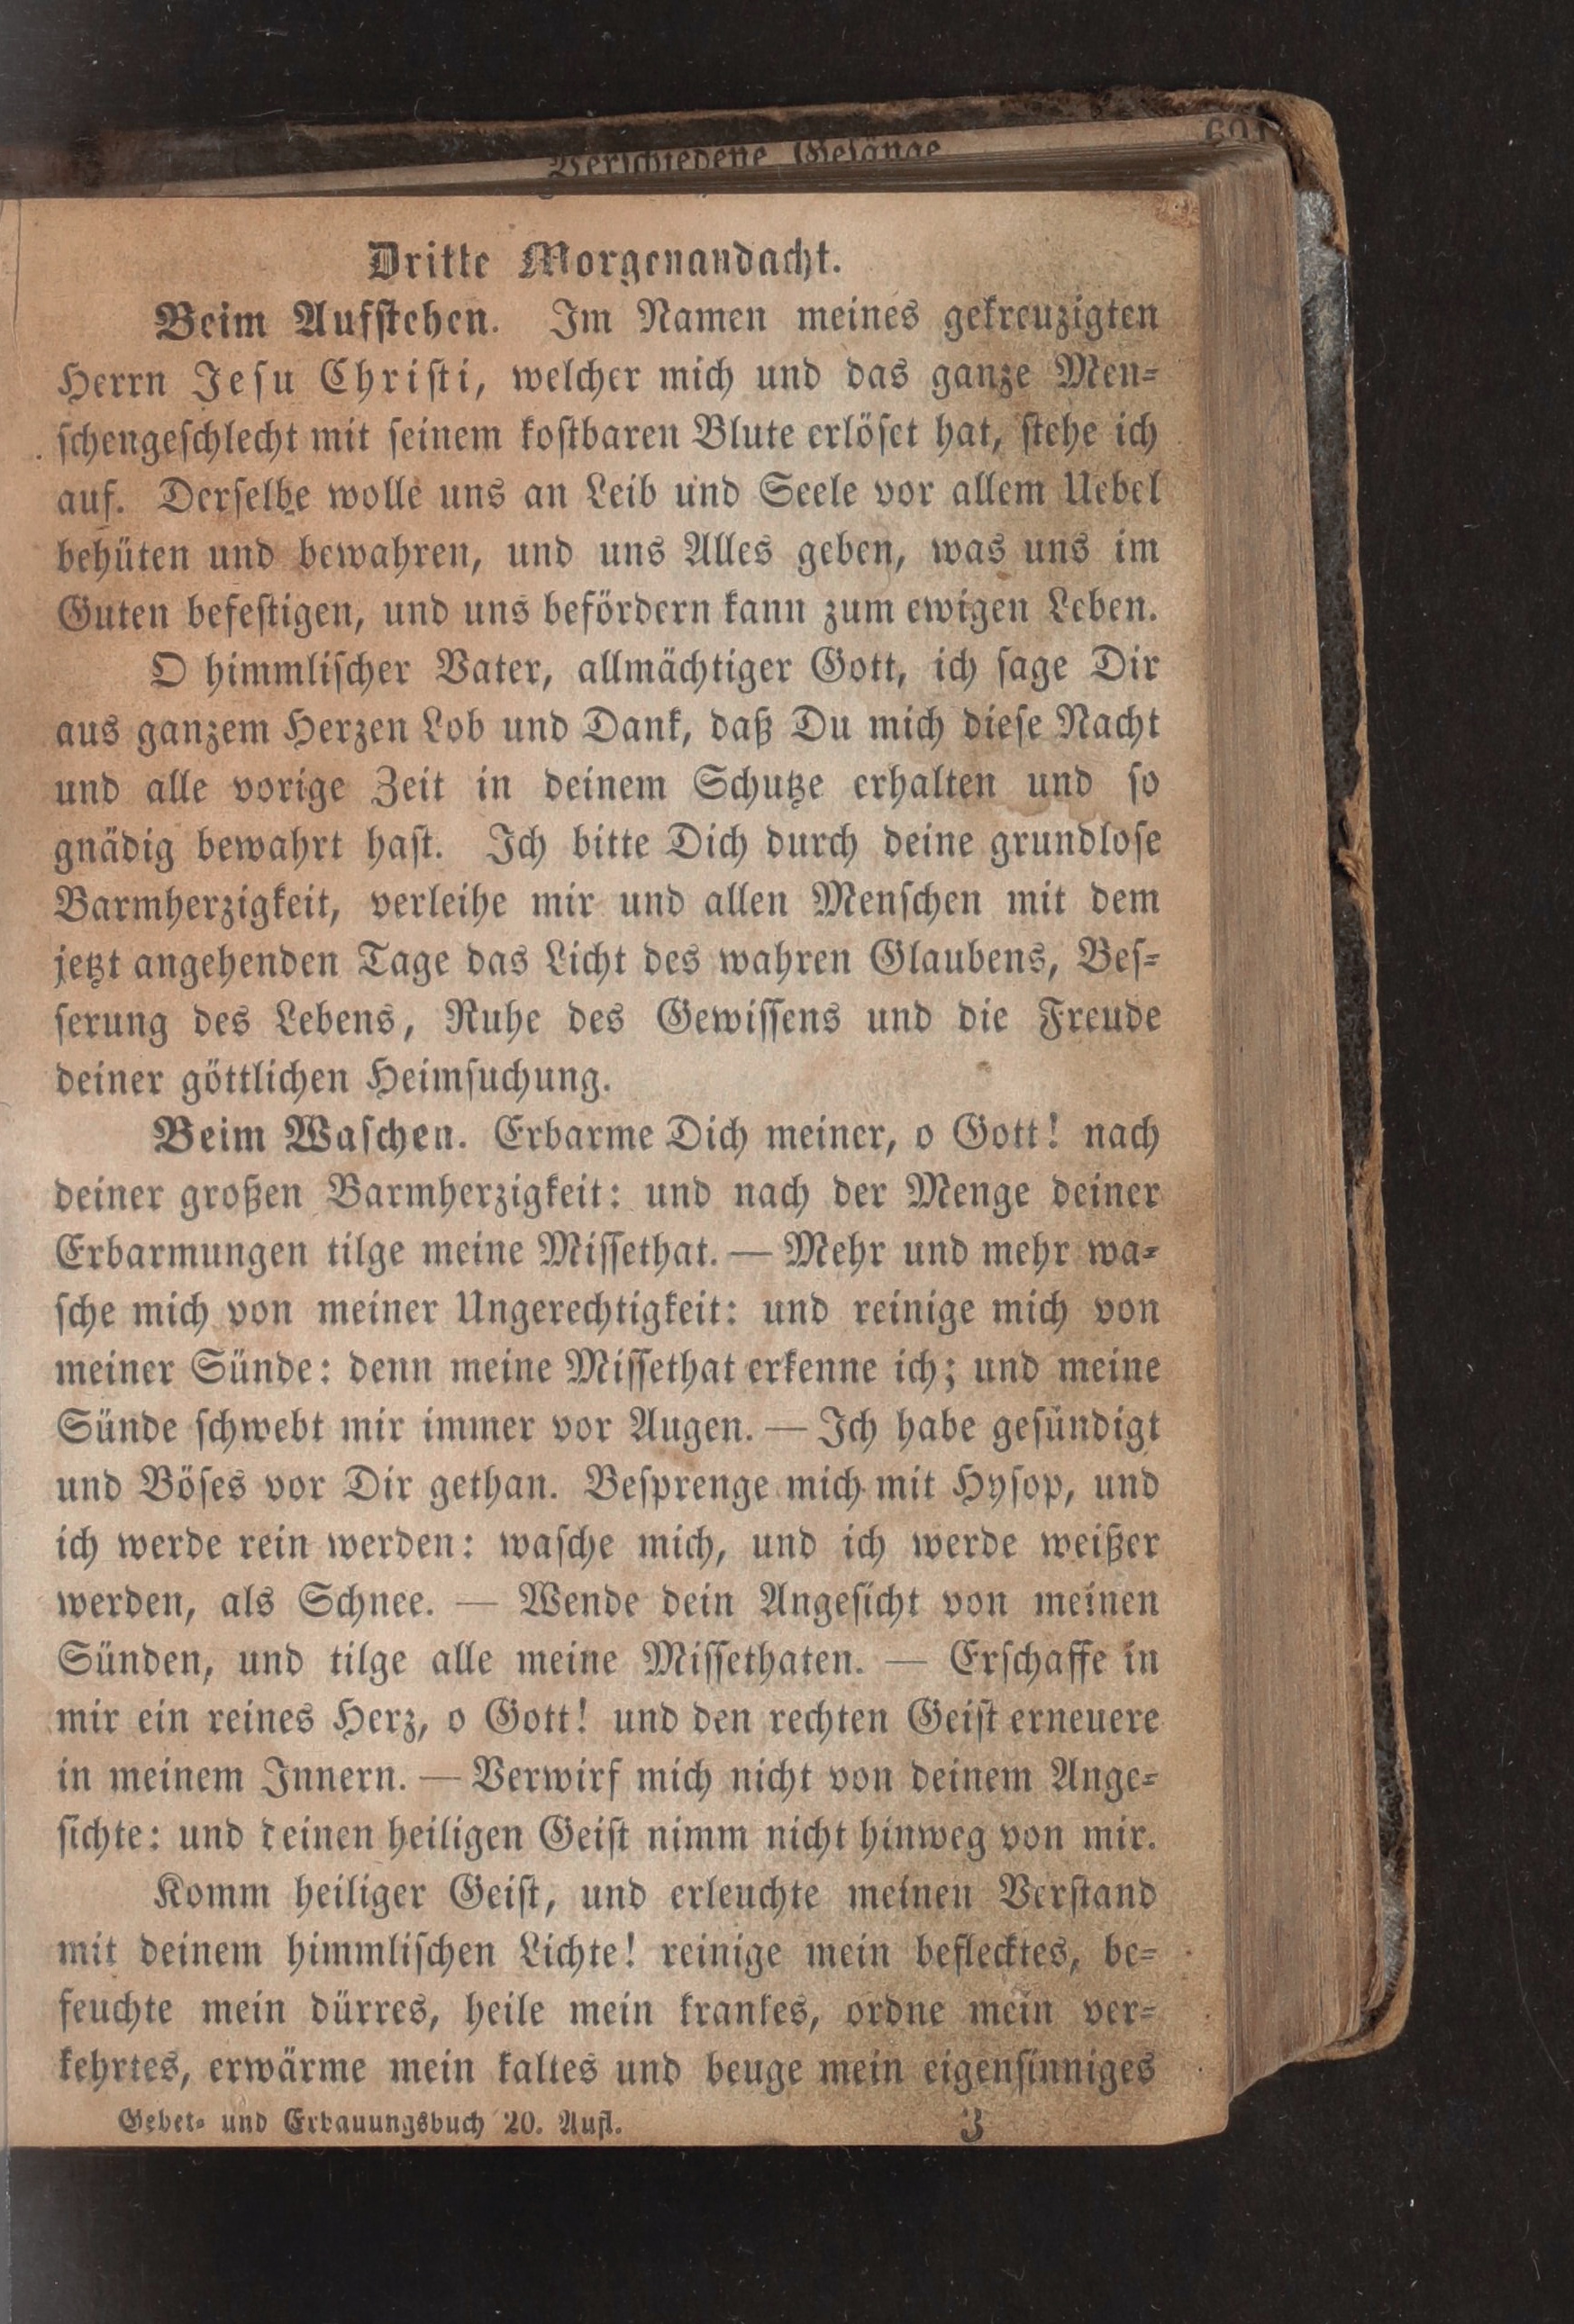 Verschiedene Gesänge
691
Dritte Morgenandacht.
Beim Aufstehen. Im Namen meines gekreuzigten
Herrn Jesu Christi, welcher mich und das ganze Men=
schengeschlecht mit seinem kostbaren Blute erlöset hat, stehe ich
auf. Derselbe wolle uns an Leib und Seele vor allem Uebel
behüten und bewahren, und uns Alles geben, was uns im
Guten befestigen, und uns befördern kann zum ewigen Leben.
O himmlischer Vater, allmächtiger Gott, ich sage Dir
aus ganzem Herzen Lob und Dank, daß Du mich diese Nacht
und alle vorige Zeit in deinem Schutze erhalten und so
gnädig bewahrt hast. Ich bitte Dich durch deine grundlose
Barmherzigkeit, verleihe mir und allen Menschen mit dem
jetzt angehenden Tage das Licht des wahren Glaubens, Bes=
serung des Lebens, Ruhe des Gewissens und die Freude
deiner göttlichen Heimsuchung.
Beim Waschen. Erbarme Dich meiner, o Gott! nach
deiner großen Barmherzigkeit: und nach der Menge deiner
Erbarmungen tilge meine Missethat. — Mehr und mehr wa=
sche mich von meiner Ungerechtigkeit: und reinige mich von
meiner Sünde: denn meine Missethat erkenne ich; und meine
Sünde schwebt mir immer vor Augen. — Ich habe gesündigt
und Böses vor Dir gethan. Besprenge mich mit Hysop, und
ich werde rein werden: wasche mich, und ich werde weißer
werden, als Schnee. — Wende dein Angesicht von meinen
Sünden, und tilge alle meine Missethaten. — Erschaffe in
mir ein reines Herz, o Gott! und den rechten Geist erneuere
in meinem Innern. — Verwirf mich nicht von deinem Ange=
sichte: und deinen heiligen Geist nimm nicht hinweg von mir.
Komm heiliger Geist, und erleuchte meinen Verstand
mit deinem himmlischen Lichte! reinige mein beflecktes, be=
feuchte mein dürres, heile mein krankes, ordne mein ver=
kehrtes, erwärme mein kaltes und beuge mein eigensinniges
Gebet= und Erbauungsbuch 20. Aufl.
3